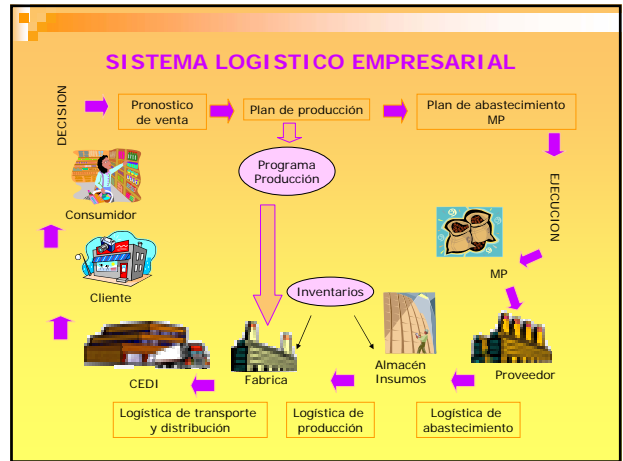 SISTEMA LOGISTICO EMPRESARIAL
DECISION
Pronostico
de venta
Plan de producción
Plan de abastecimiento
MP
Programa
Producción
EJECUCION
Consumidor
MP
Cliente
Inventarios
CEDI
Fabrica
Almacén
Insumos
Proveedor
Logística de transporte
y distribución
Logística de
producción
Logística de
abastecimiento